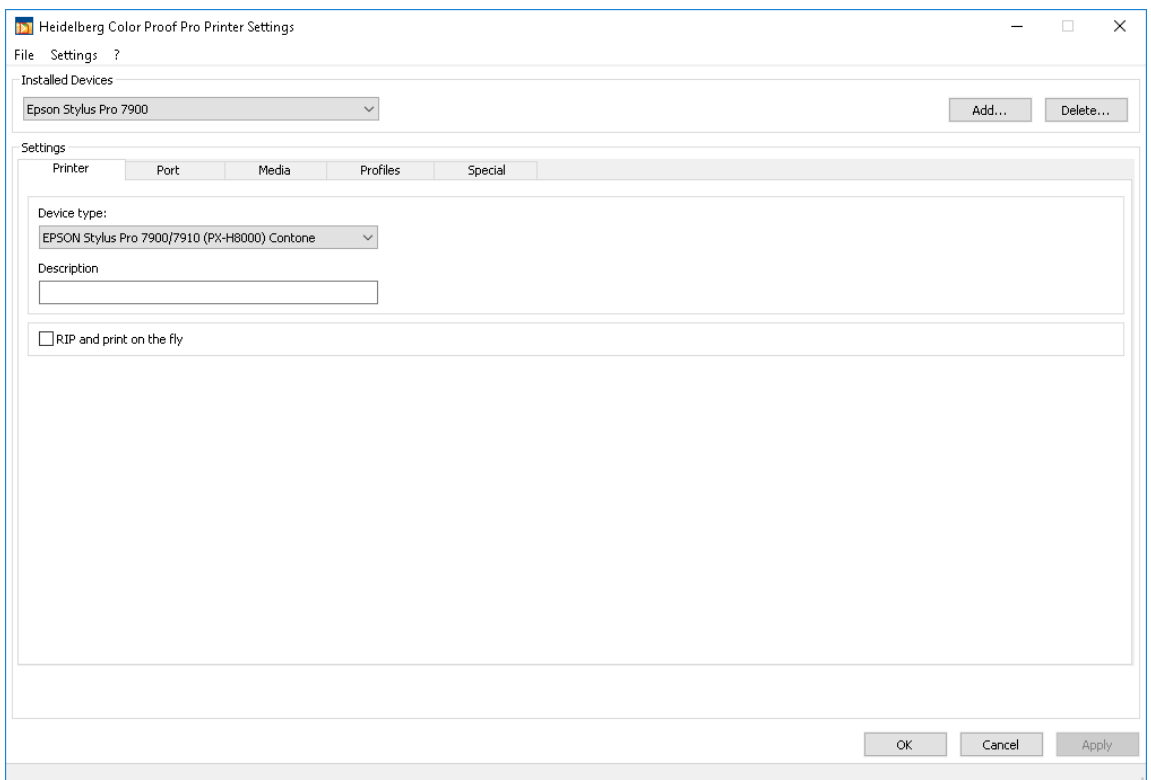 Heidelberg Color Proof Pro Printer Settings
File Settings ?
Installed Devices
Epson Stylus Pro 7900
Add... Delete...
Settings
Printer Port Media Profiles Special
Device type:
EPSON Stylus Pro 7900/7910 (PX-H8000) Contone
Description
RIP and print on the fly
OK Cancel Apply